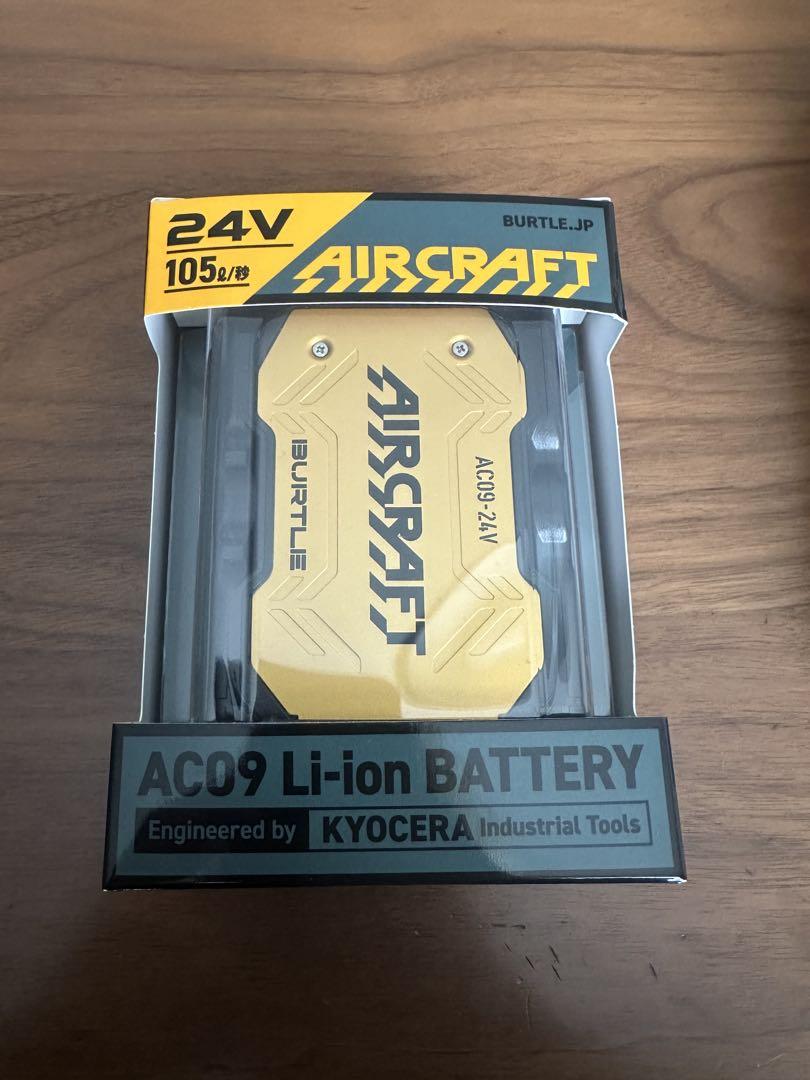 24V
105ℓ/秒
BURTLE.JP
AIRCRAFT
AIRCRAFT
BURTLE
AC09-24V
AC09 Li-ion BATTERY
Engineered by KYOCERA Industrial Tools